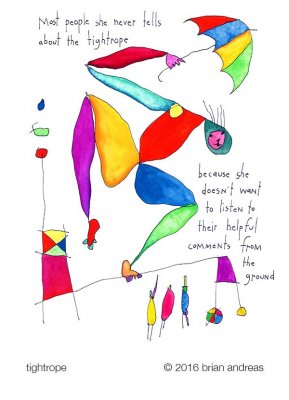 Most people she never tells
about the tightrope
because she
doesn't want
to listen to
their helpful
comments from
the
ground
tightrope
© 2016 brian andreas